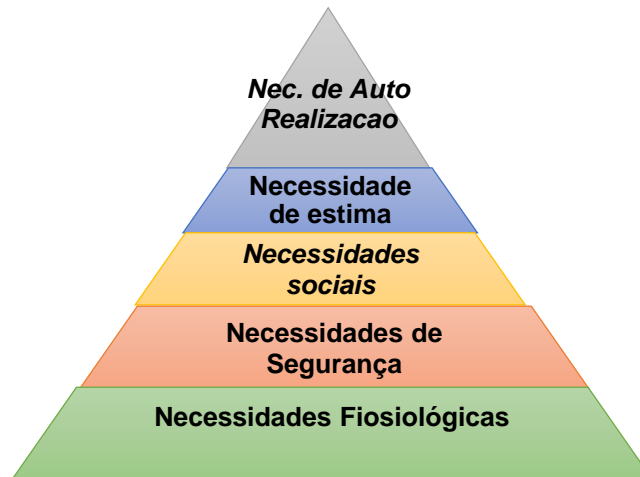 Nec. de Auto
Realizacao
Necessidade
de estima
Necessidades
sociais
Necessidades de
Segurança
Necessidades Fiosiológicas